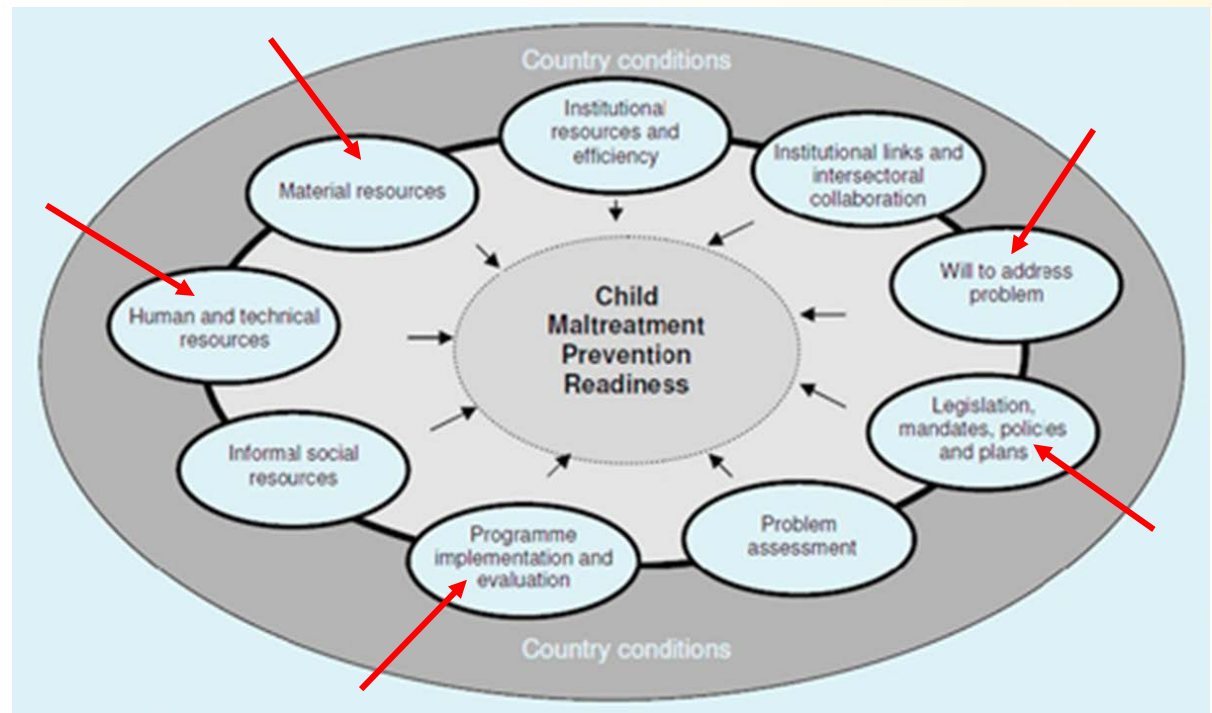 Country conditions
Institutional
resources and
efficiency
Institutional links and
intersectoral
collaboration
Material resources
Will to address
problem
Human and technical
resources
Child
Maltreatment
Prevention
Readiness
Legislation,
mandates, policies
and plans
Informal social
resources
Problem
assessment
Programme
implementation and
evaluation
Country conditions